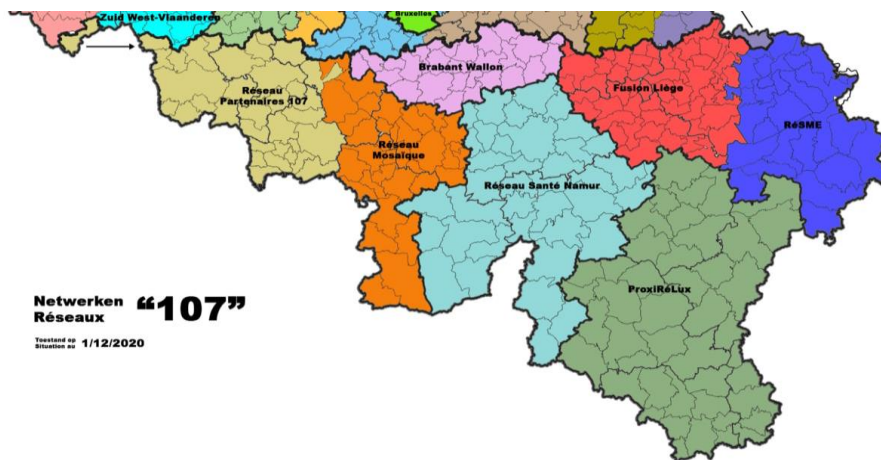 Zuid West-Vlaanderen
Bruxelles
Brabant Wallon
Réseau
Partenaires 107
Fusion Liège
RéSME
Réseau
Mosaïque
Réseau Santé Namur
ProxiRéLux
Netwerken
Réseaux
“107”
Toestand op
Situation au
1/12/2020